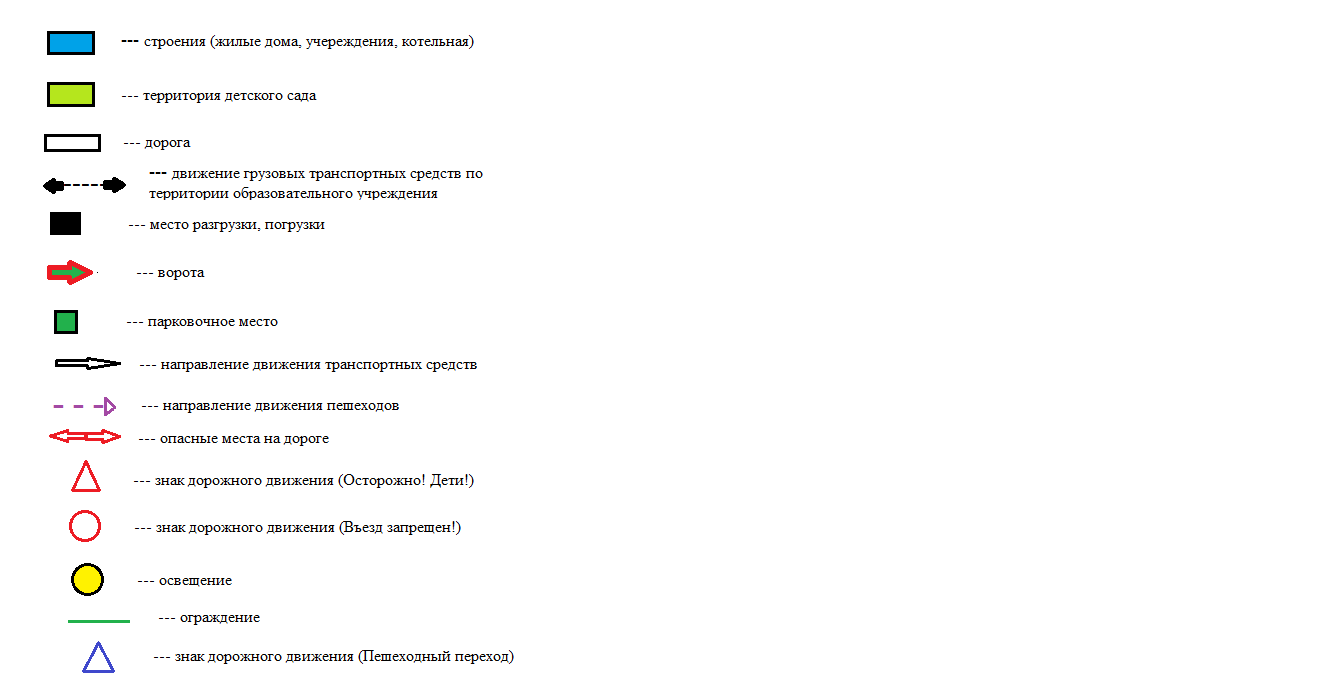 --- строения (жилые дома, учереждения, котельная)
--- территория детского сада
--- дорога
--- движение грузовых транспортных средств по
территории образовательного учреждения
--- место разгрузки, погрузки
--- ворота
--- парковочное место
--- направление движения транспортных средств
--- направление движения пешеходов
--- опасные места на дороге
--- знак дорожного движения (Осторожно! Дети!)
--- знак дорожного движения (Въезд запрещен!)
--- освещение
--- ограждение
--- знак дорожного движения (Пешеходный переход)